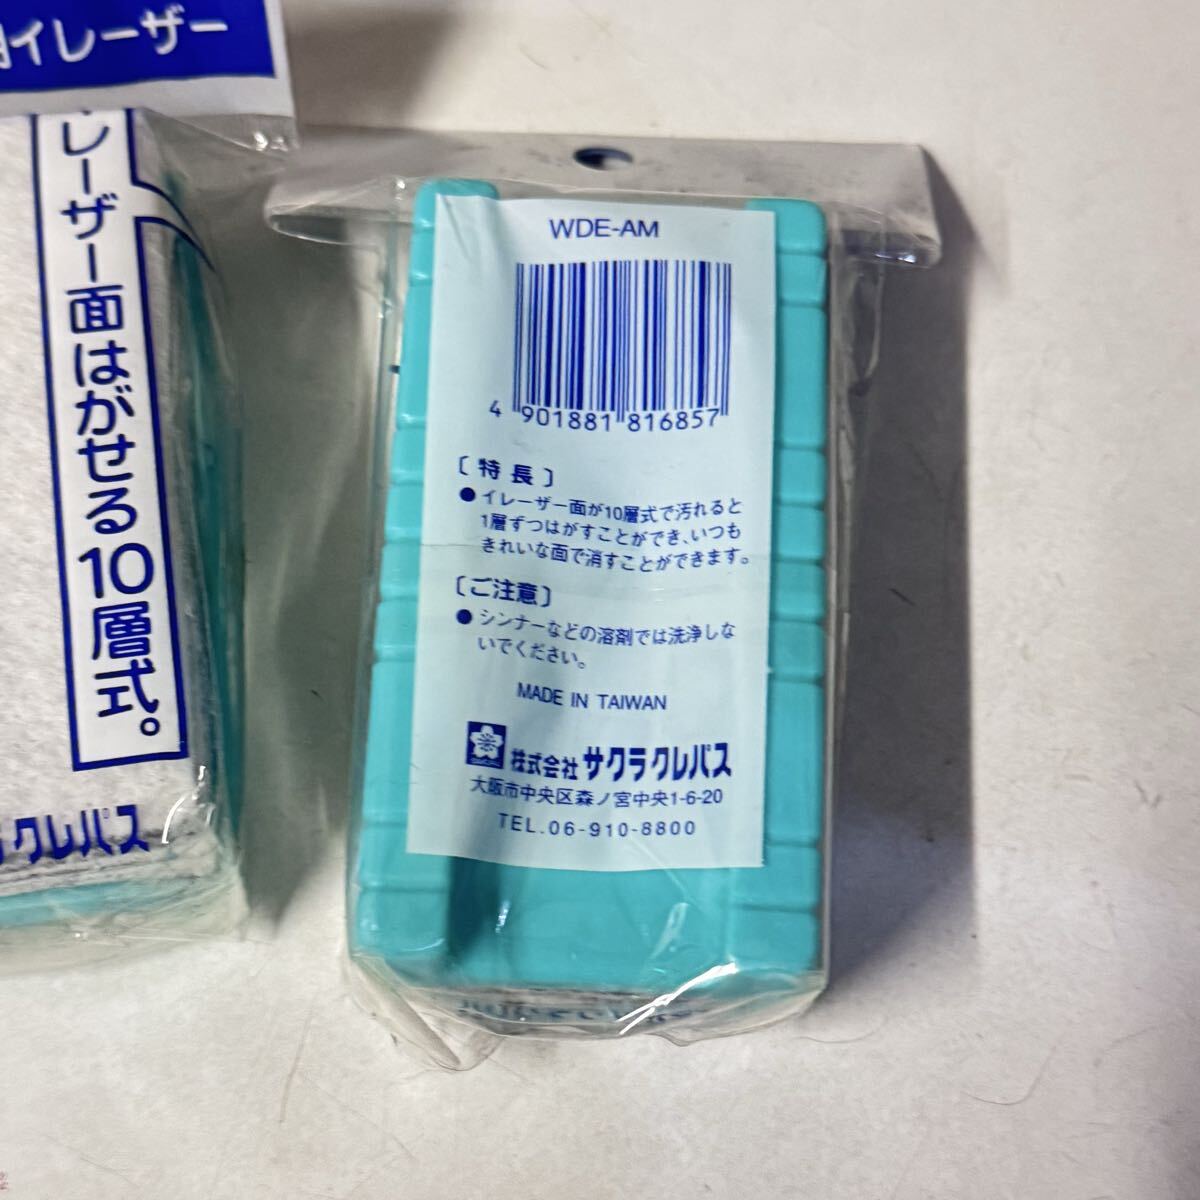 イレーザー
レーザー面はがせる10層式。
クレパス
WDE-AM
4 901881 816857
〔特長〕
●イレーザー面が10層式で汚れると
1層ずつはがすことができ、いつも
きれいな面で消すことができます。
〔ご注意〕
●シンナーなどの溶剤では洗浄しな
いでください。
MADE IN TAIWAN
株式会社サクラクレパス
大阪市中央区森ノ宮中央1-6-20
TEL.06-910-8800